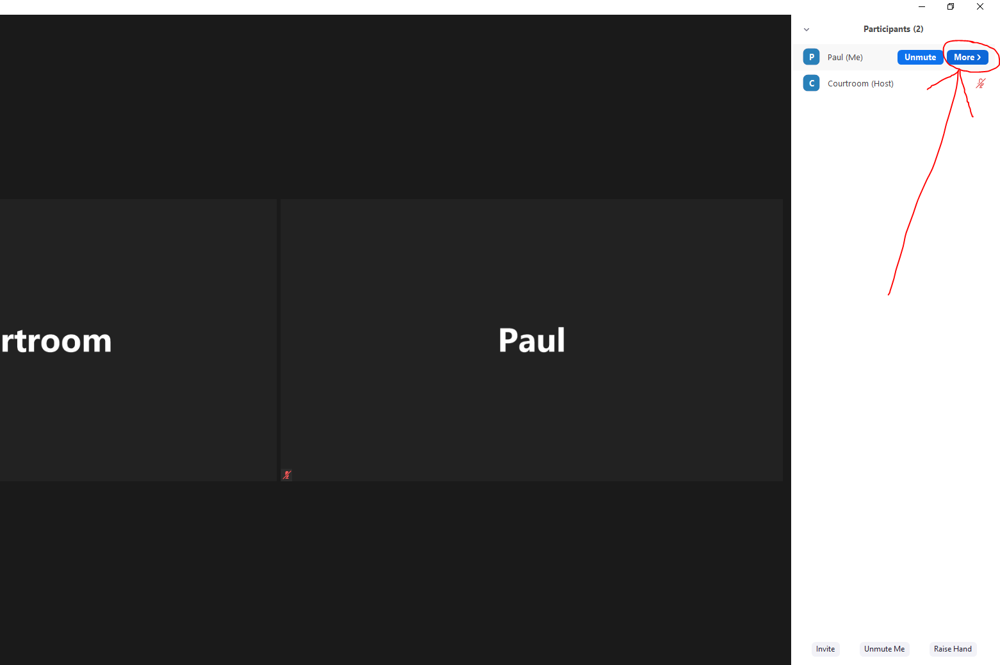 Participants (2)
P Paul (Me) Unmute More >
C Courtroom (Host)
rtroom
Paul
Invite Unmute Me Raise Hand